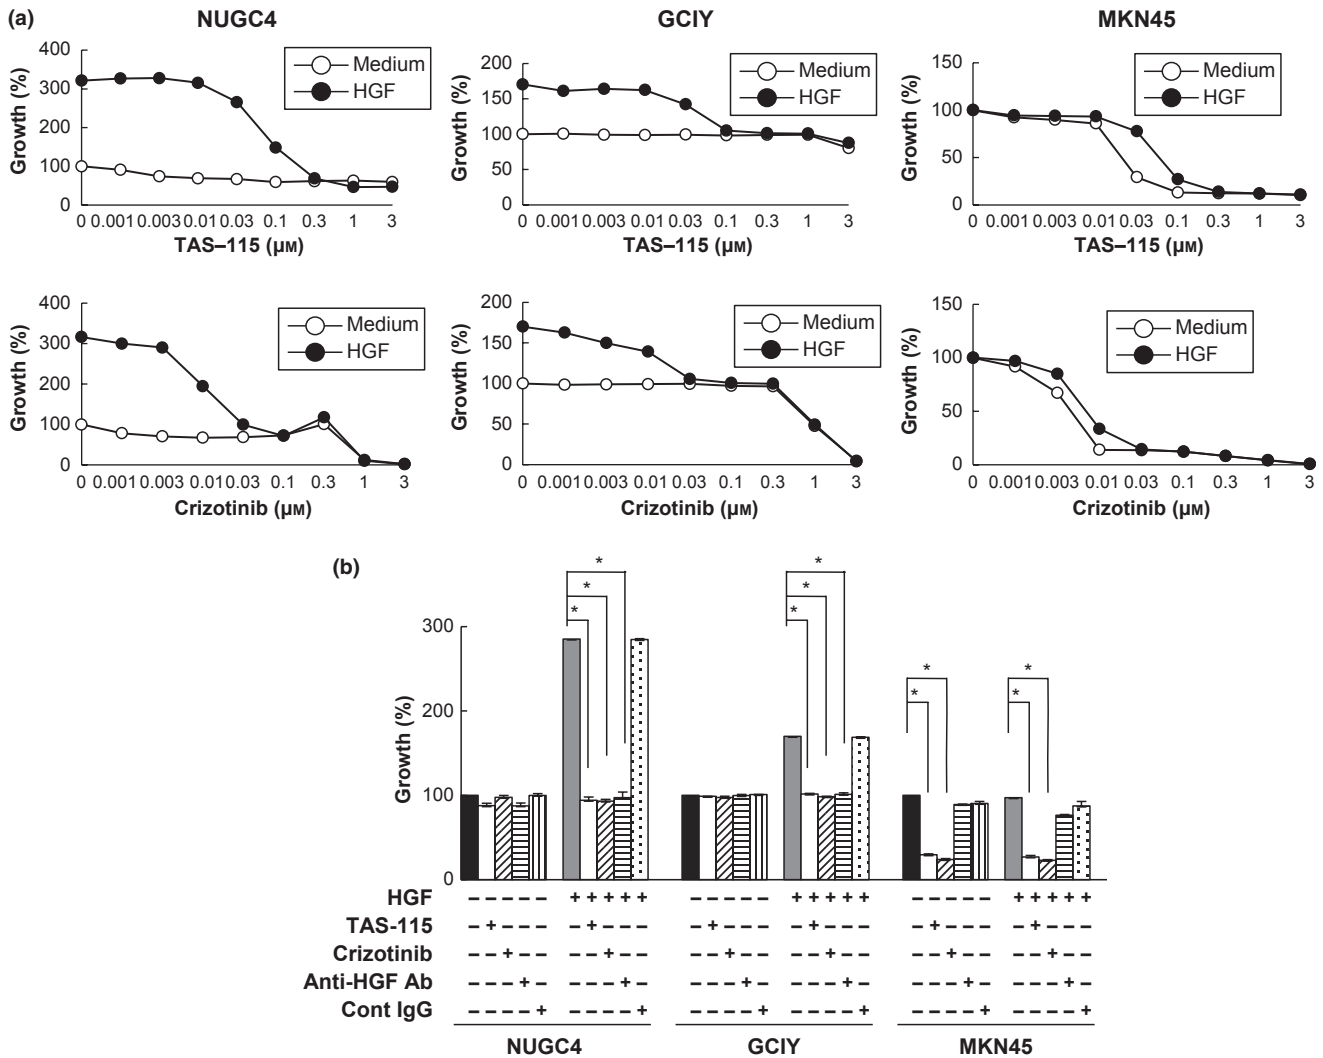 (a)
NUGC4
GCIY
MKN45
400
300
200
100
0
Growth (%)
Medium
HGF
0 0.001 0.003 0.01 0.03 0.1 0.3 1 3
TAS–115 (µM)
200
150
100
50
0
Growth (%)
Medium
HGF
0 0.001 0.003 0.01 0.03 0.1 0.3 1 3
TAS–115 (µM)
150
100
50
0
Growth (%)
Medium
HGF
0 0.001 0.003 0.01 0.03 0.1 0.3 1 3
TAS–115 (µM)
400
300
200
100
0
Growth (%)
Medium
HGF
0 0.001 0.003 0.01 0.03 0.1 0.3 1 3
Crizotinib (µM)
200
150
100
50
0
Growth (%)
Medium
HGF
0 0.001 0.003 0.01 0.03 0.1 0.3 1 3
Crizotinib (µM)
150
100
50
0
Growth (%)
Medium
HGF
0 0.001 0.003 0.01 0.03 0.1 0.3 1 3
Crizotinib (µM)
(b)
* * *
* * *
* *
* *
300
200
100
0
Growth (%)
HGF – – – – – + + + + + – – – – – + + + + + – – – – – + + + + +
TAS-115 – + – – – – + – – – – + – – – – + – – – – + – – – – + – – –
Crizotinib – – + – – – – + – – – – + – – – – + – – – – + – – – – + – –
Anti-HGF Ab – – – + – – – – + – – – – + – – – – + – – – – + – – – – + –
Cont IgG – – – – + – – – – + – – – – + – – – – + – – – – + – – – – +
NUGC4 GCIY MKN45